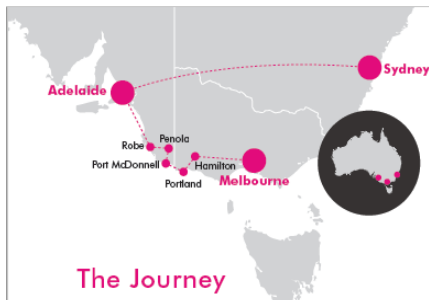 Sydney
Adelaide
Penola
Robe
Port McDonnell
Hamilton
Portland
Melbourne
The Journey